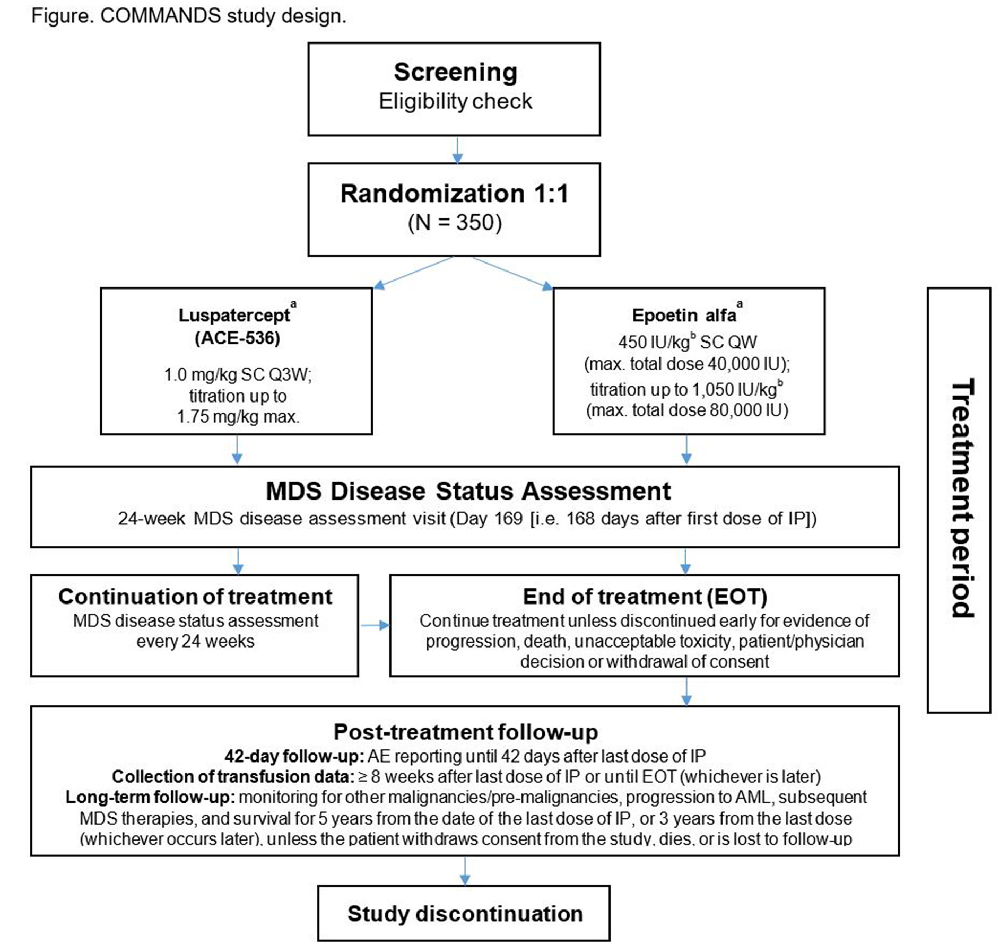 Figure. COMMANDS study design.
Screening
Eligibility check
Randomization 1:1
(N = 350)
Luspatercept a
(ACE-536)
1.0 mg/kg SC Q3W;
titration up to
1.75 mg/kg max.
Epoetin alfa a
450 IU/kg b SC QW
(max. total dose 40,000 IU);
titration up to 1,050 IU/kg b
(max. total dose 80,000 IU)
Treatment period
MDS Disease Status Assessment
24-week MDS disease assessment visit (Day 169 [i.e. 168 days after first dose of IP])
Continuation of treatment
MDS disease status assessment
every 24 weeks
End of treatment (EOT)
Continue treatment unless discontinued early for evidence of
progression, death, unacceptable toxicity, patient/physician
decision or withdrawal of consent
Post-treatment follow-up
42-day follow-up: AE reporting until 42 days after last dose of IP
Collection of transfusion data: ≥ 8 weeks after last dose of IP or until EOT (whichever is later)
Long-term follow-up: monitoring for other malignancies/pre-malignancies, progression to AML, subsequent
MDS therapies, and survival for 5 years from the date of the last dose of IP, or 3 years from the last dose
(whichever occurs later), unless the patient withdraws consent from the study, dies, or is lost to follow-up
Study discontinuation